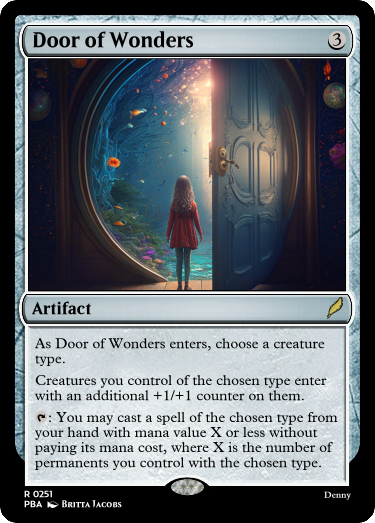 Door of Wonders 3
Artifact
As Door of Wonders enters, choose a creature
type.
Creatures you control of the chosen type enter
with an additional +1/+1 counter on them.
: You may cast a spell of the chosen type from
your hand with mana value X or less without
paying its mana cost, where X is the number of
permanents you control with the chosen type.
R 0251
PBA Britta Jacobs
Denny